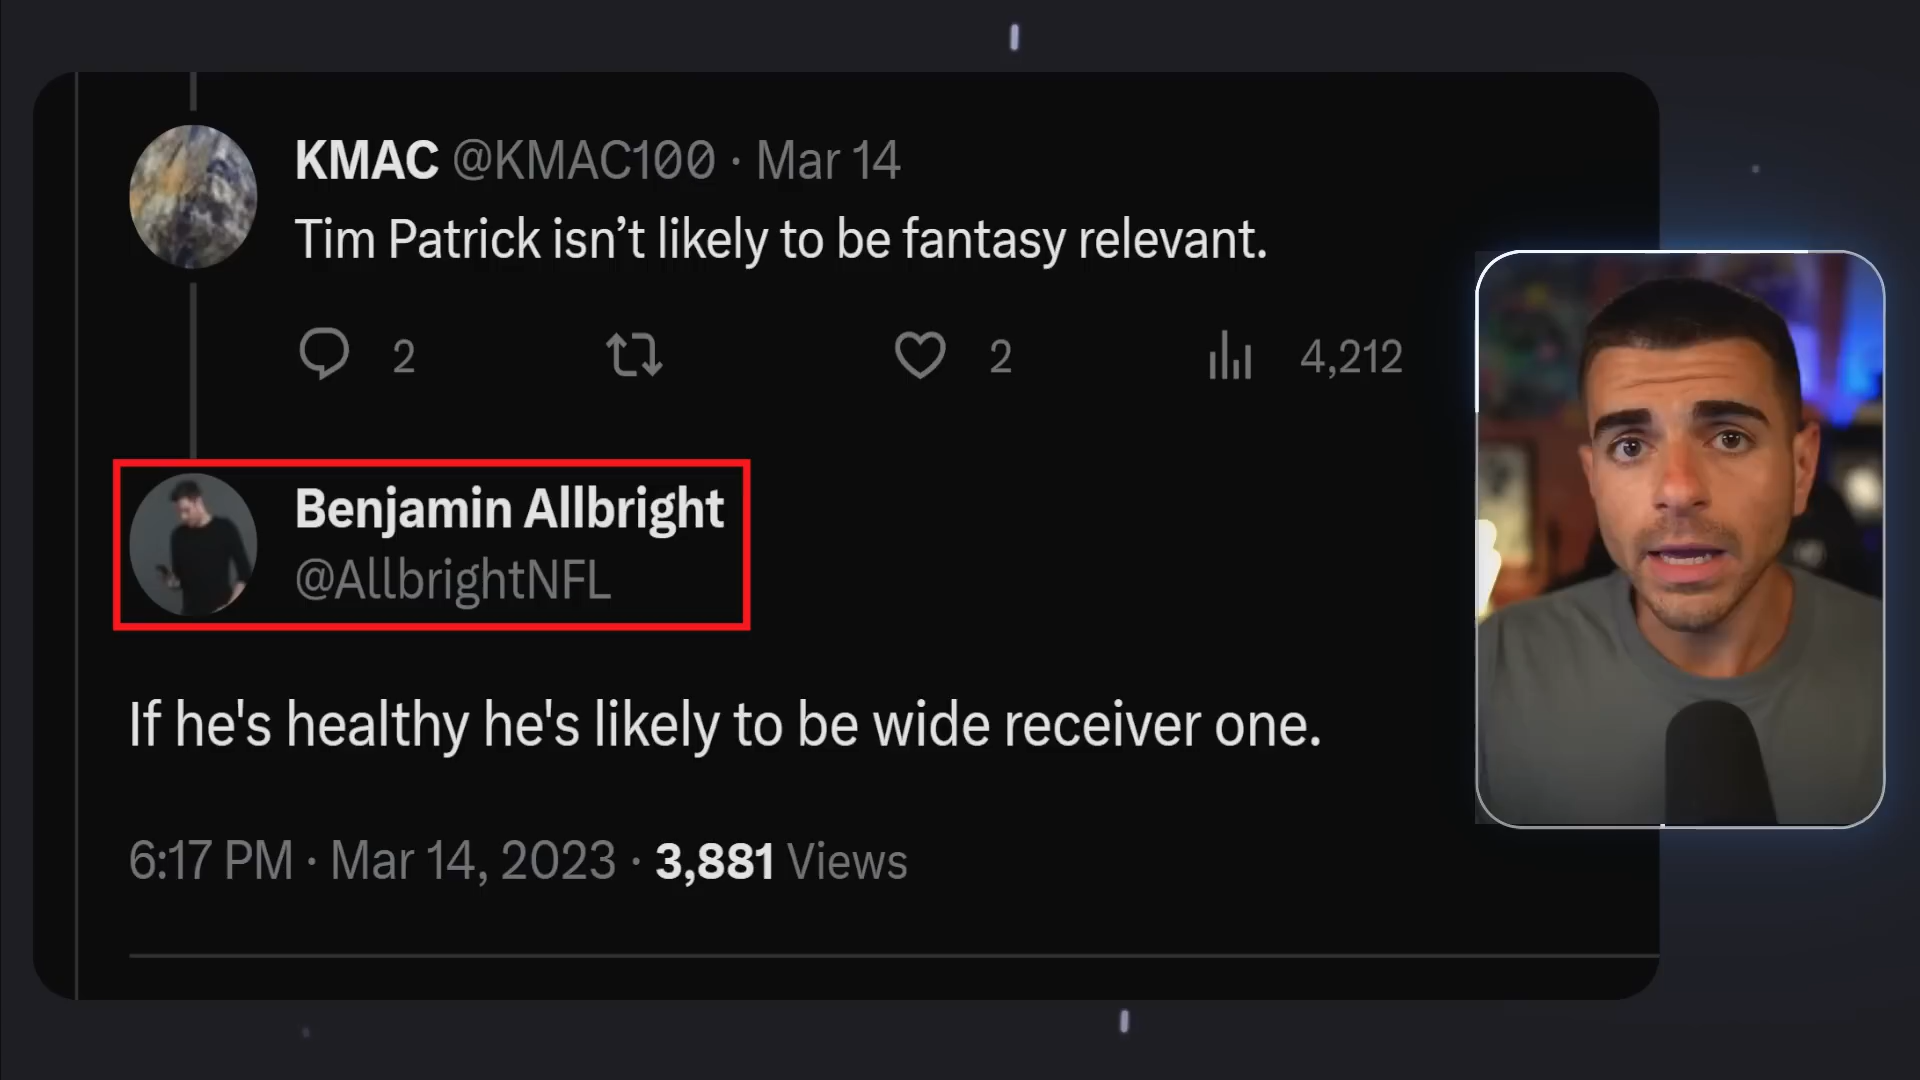 KMAC @KMAC100 · Mar 14
Tim Patrick isn’t likely to be fantasy relevant.
2 2 4,212
Benjamin Allbright
@AllbrightNFL
If he's healthy he's likely to be wide receiver one.
6:17 PM · Mar 14, 2023 · 3,881 Views